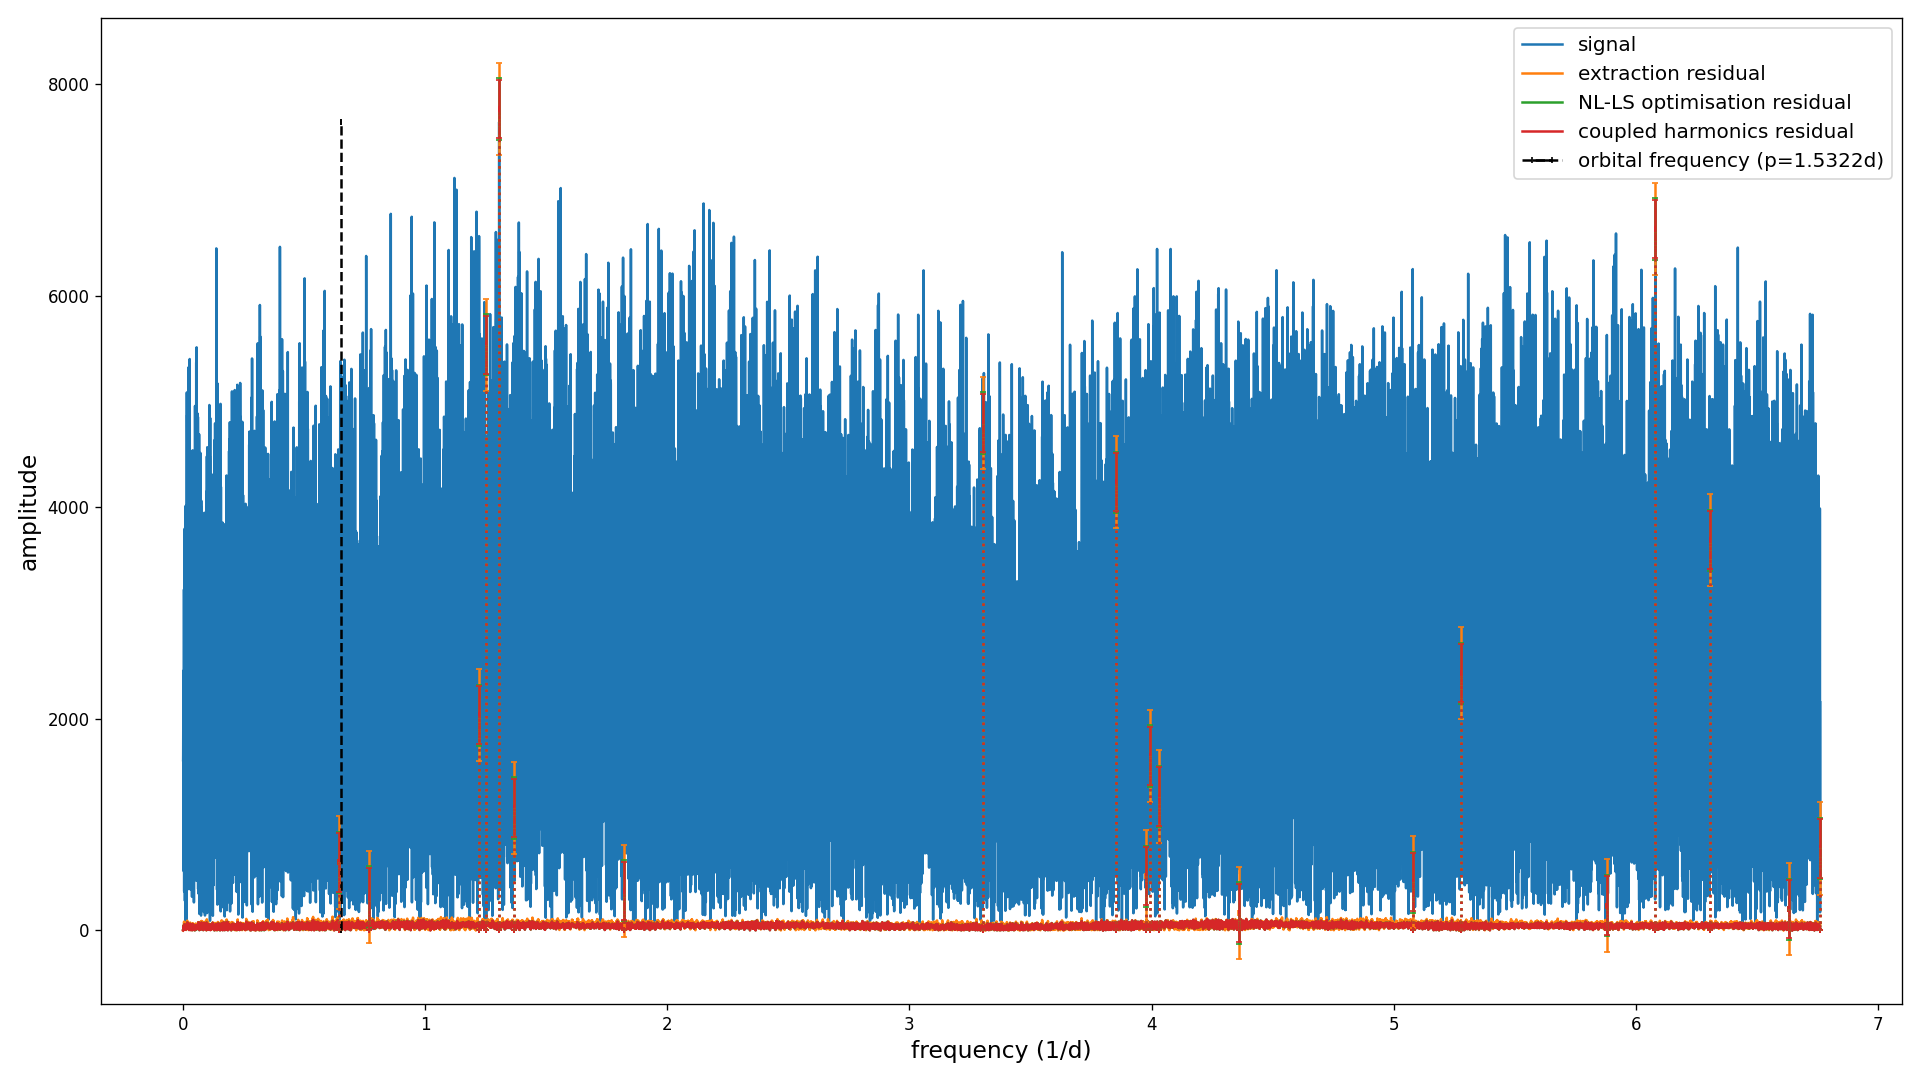 signal
extraction residual
NL-LS optimisation residual
coupled harmonics residual
orbital frequency (p=1.5322d)
amplitude
8000
6000
4000
2000
0
0 1 2 3 4 5 6 7
frequency (1/d)